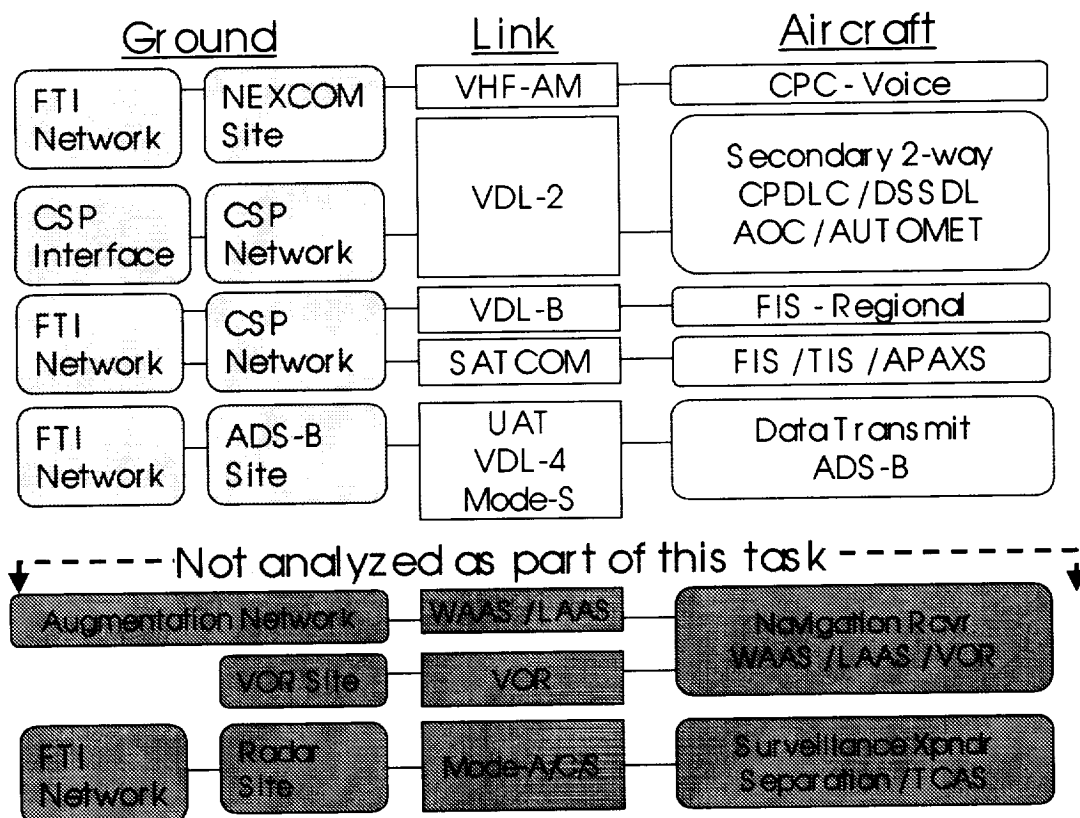 Ground Link Aircraft
FTI
Network
NEXCOM
Site
VHF-AM
CPC - Voice
CSP
Interface
CSP
Network
VDL-2
Secondary 2-way
CPDLC / DSSDL
AOC / AUTOMET
FTI
Network
CSP
Network
VDL-B
FIS - Regional
SATCOM
FIS / TIS / APAXS
FTI
Network
ADS-B
Site
UAT
VDL-4
Mode-S
Data Transmit
ADS-B
Not analyzed as part of this task
Augmentation Network
WAAS / LAAS
Navigation Rcvr
WAAS / LAAS / VOR
VOR Site
VOR
FTI
Network
Radar
Site
Mode-A/C/S
Surveillance Xpndr
Separation / TCAS